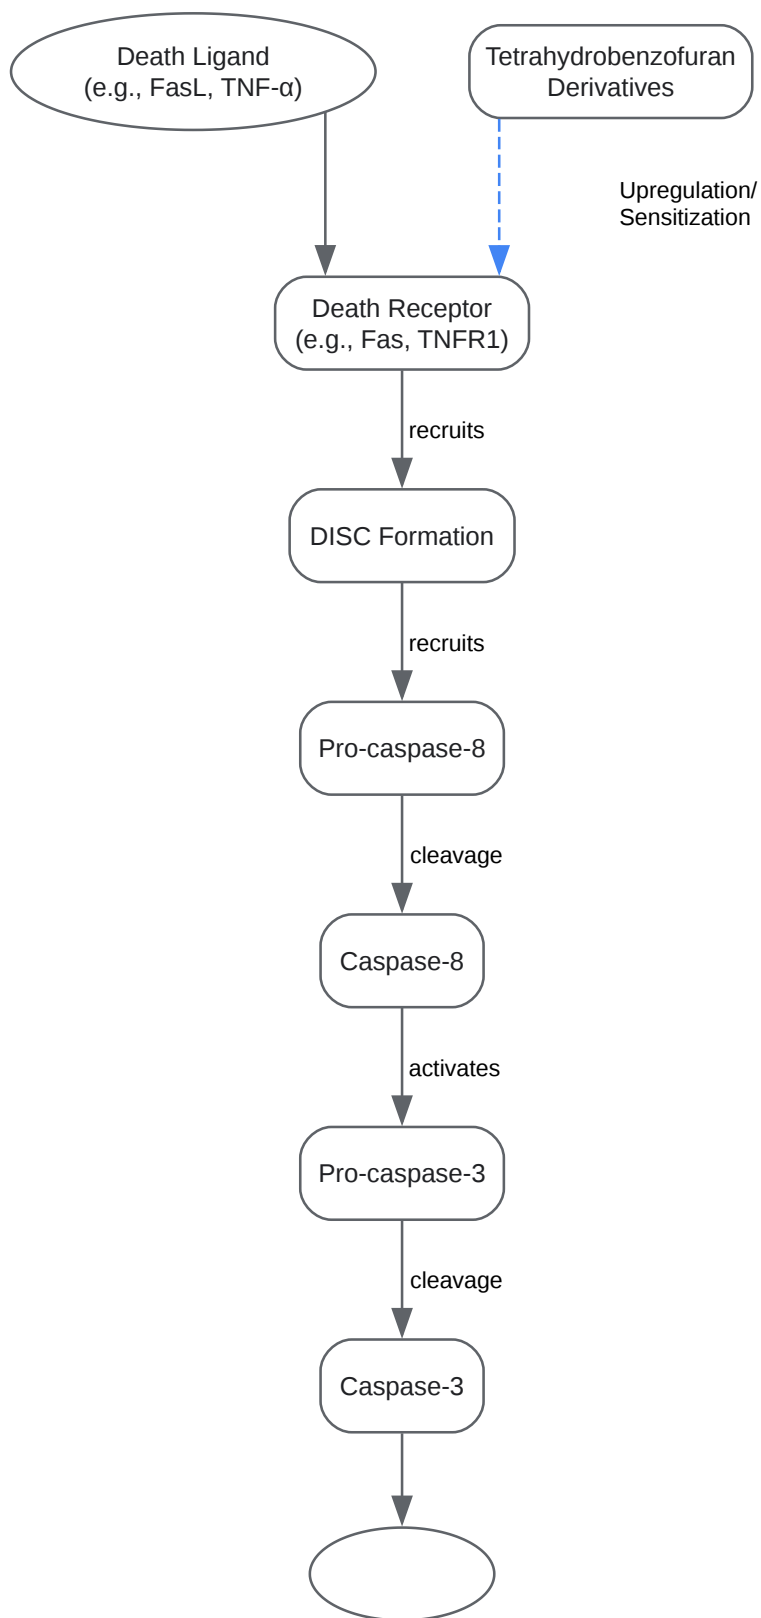 Death Ligand
(e.g., FasL, TNF-α)
Tetrahydrobenzofuran
Derivatives
Upregulation/
Sensitization
Death Receptor
(e.g., Fas, TNFR1)
recruits
DISC Formation
recruits
Pro-caspase-8
cleavage
Caspase-8
activates
Pro-caspase-3
cleavage
Caspase-3